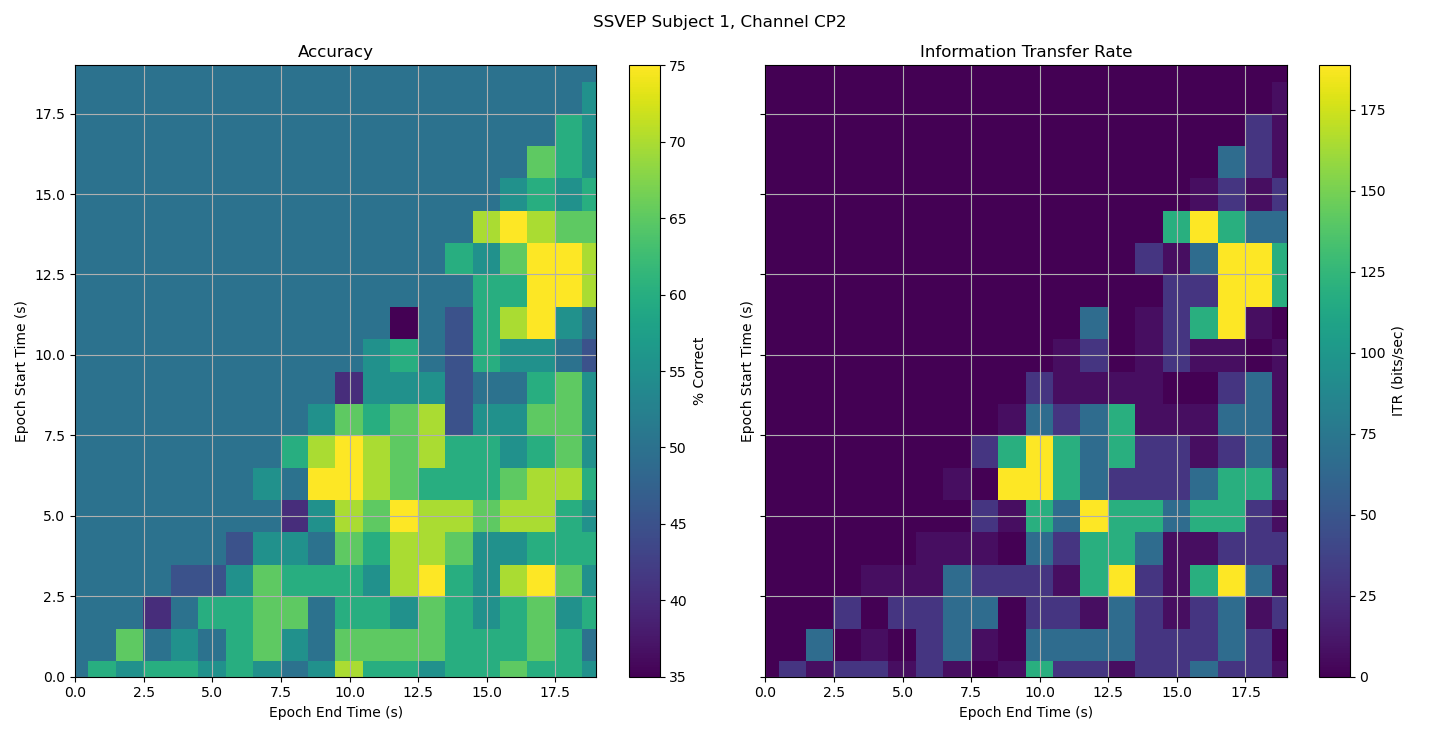 SSVEP Subject 1, Channel CP2
Accuracy
Information Transfer Rate
Epoch Start Time (s)
17.5
15.0
12.5
10.0
7.5
5.0
2.5
0.0
0.0 2.5 5.0 7.5 10.0 12.5 15.0 17.5
Epoch End Time (s)
75
70
65
60
55
50
45
40
35
% Correct
Epoch Start Time (s)
0.0 2.5 5.0 7.5 10.0 12.5 15.0 17.5
Epoch End Time (s)
175
150
125
100
75
50
25
0
ITR (bits/sec)